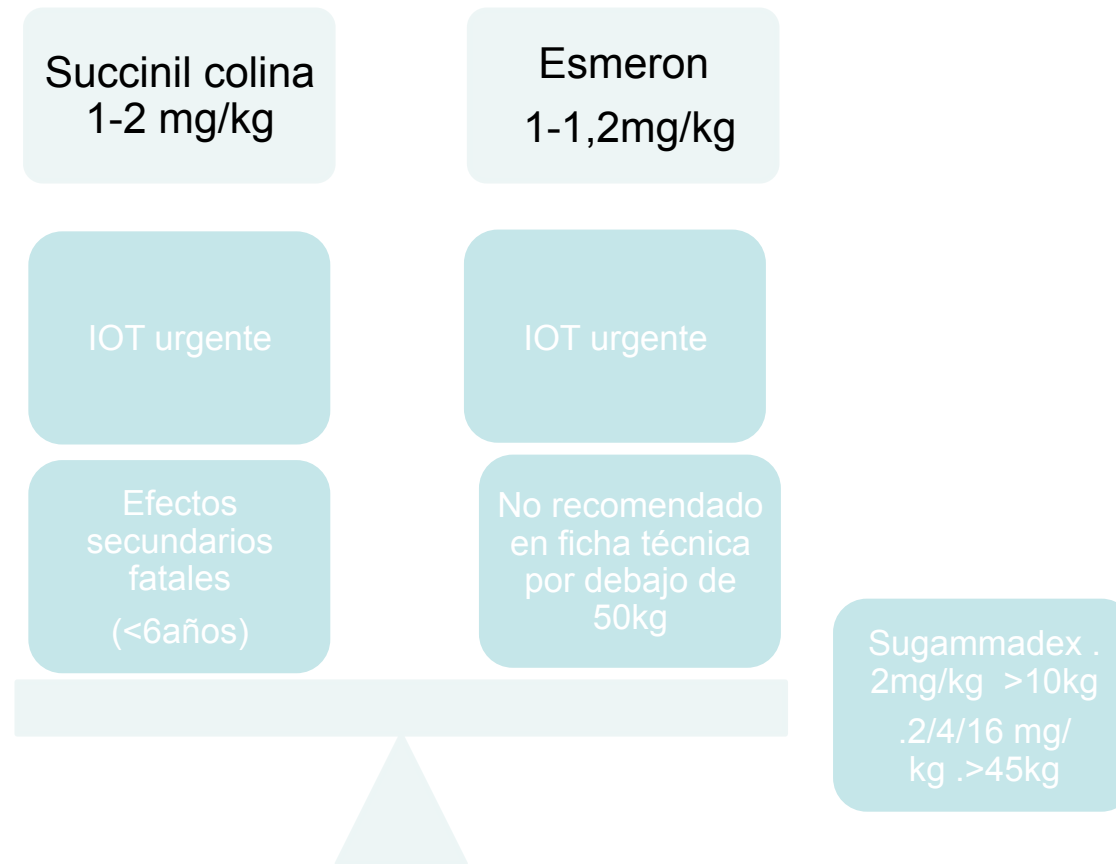 Succinil colina
1-2 mg/kg
Esmeron
1-1,2mg/kg
IOT urgente
IOT urgente
Efectos
secundarios
fatales
(<6años)
No recomendado
en ficha técnica
por debajo de
50kg
Sugammadex .
2mg/kg >10kg
.2/4/16 mg/
kg .>45kg